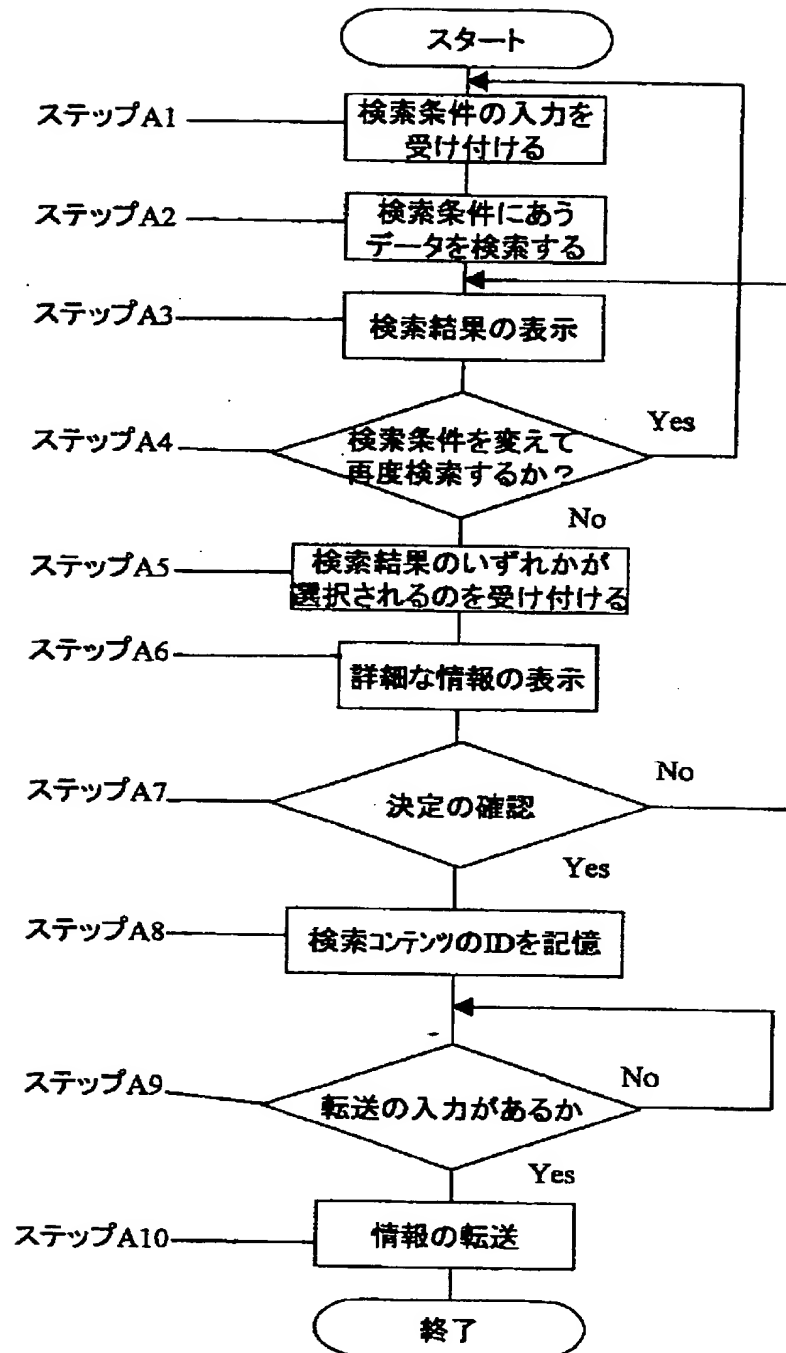 スタート
ステップA1
検索条件の入力を
受け付ける
ステップA2
検索条件にあう
データを検索する
ステップA3
検索結果の表示
ステップA4
検索条件を変えて
再度検索するか?
Yes
No
ステップA5
検索結果のいずれかが
選択されるのを受け付ける
ステップA6
詳細な情報の表示
ステップA7
決定の確認
No
Yes
ステップA8
検索コンテンツのIDを記憶
ステップA9
転送の入力があるか
No
Yes
ステップA10
情報の転送
終了